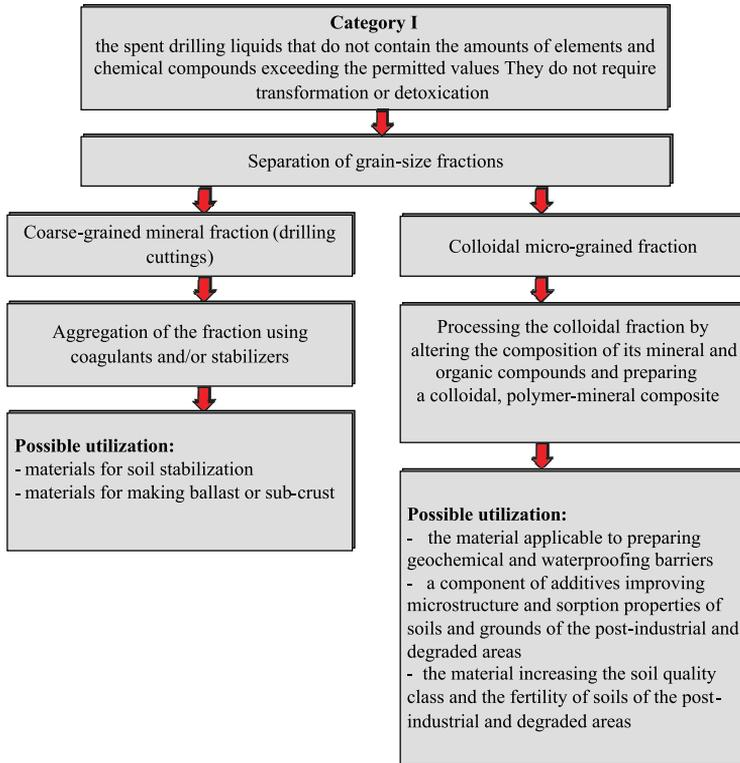 Category I
the spent drilling liquids that do not contain the amounts of elements and
chemical compounds exceeding the permitted values They do not require
transformation or detoxication
Separation of grain-size fractions
Coarse-grained mineral fraction (drilling
cuttings)
Colloidal micro-grained fraction
Aggregation of the fraction using
coagulants and/or stabilizers
Processing the colloidal fraction by
altering the composition of its mineral and
organic compounds and preparing
a colloidal, polymer-mineral composite
Possible utilization:
- materials for soil stabilization
- materials for making ballast or sub-crust
Possible utilization:
- the material applicable to preparing
geochemical and waterproofing barriers
- a component of additives improving
microstructure and sorption properties of
soils and grounds of the post-industrial and
degraded areas
- the material increasing the soil quality
class and the fertility of soils of the post-
industrial and degraded areas